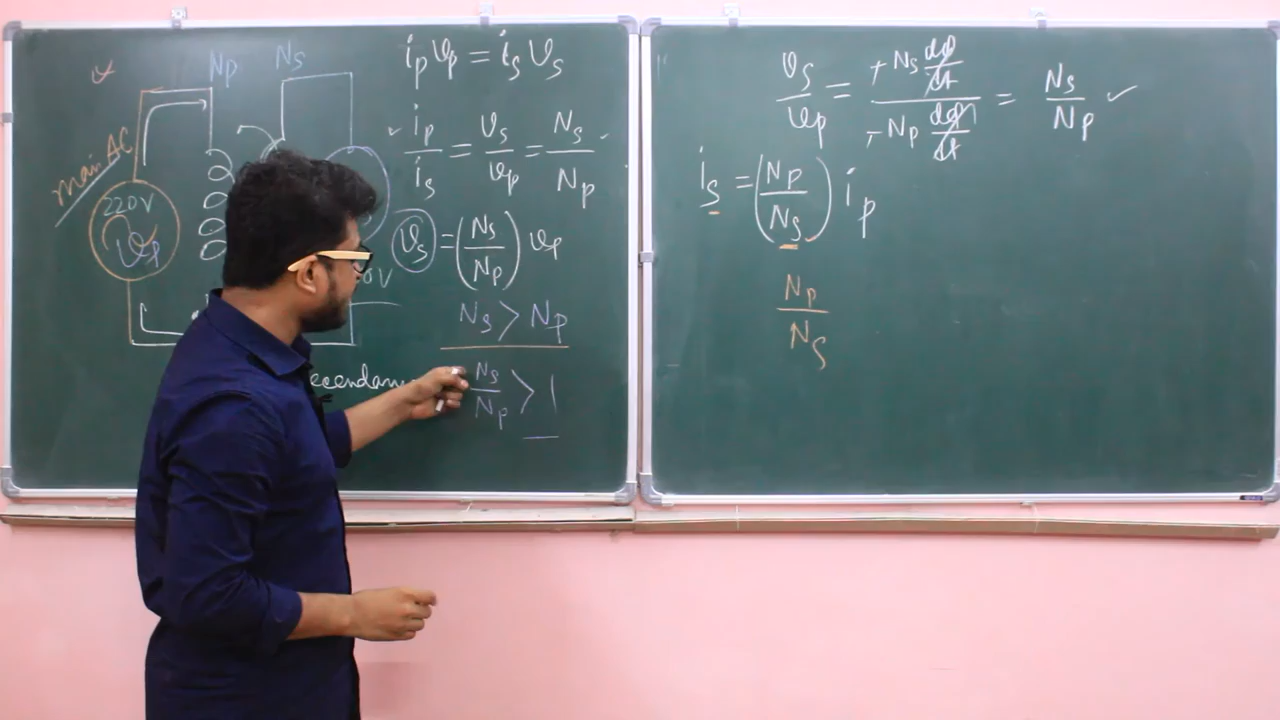 Np Ns
main AC
220V
Vp
0V
ecendar
ip Vp = is Vs
ip/is = Vs/Vp = Ns/Np
Vs = (Ns/Np) Vp
Ns > Np
Ns/Np > 1
Vs/Vp = +Ns dφ/dt / +Np dφ/dt = Ns/Np ✓
is = (Np/Ns) ip
Np/Ns